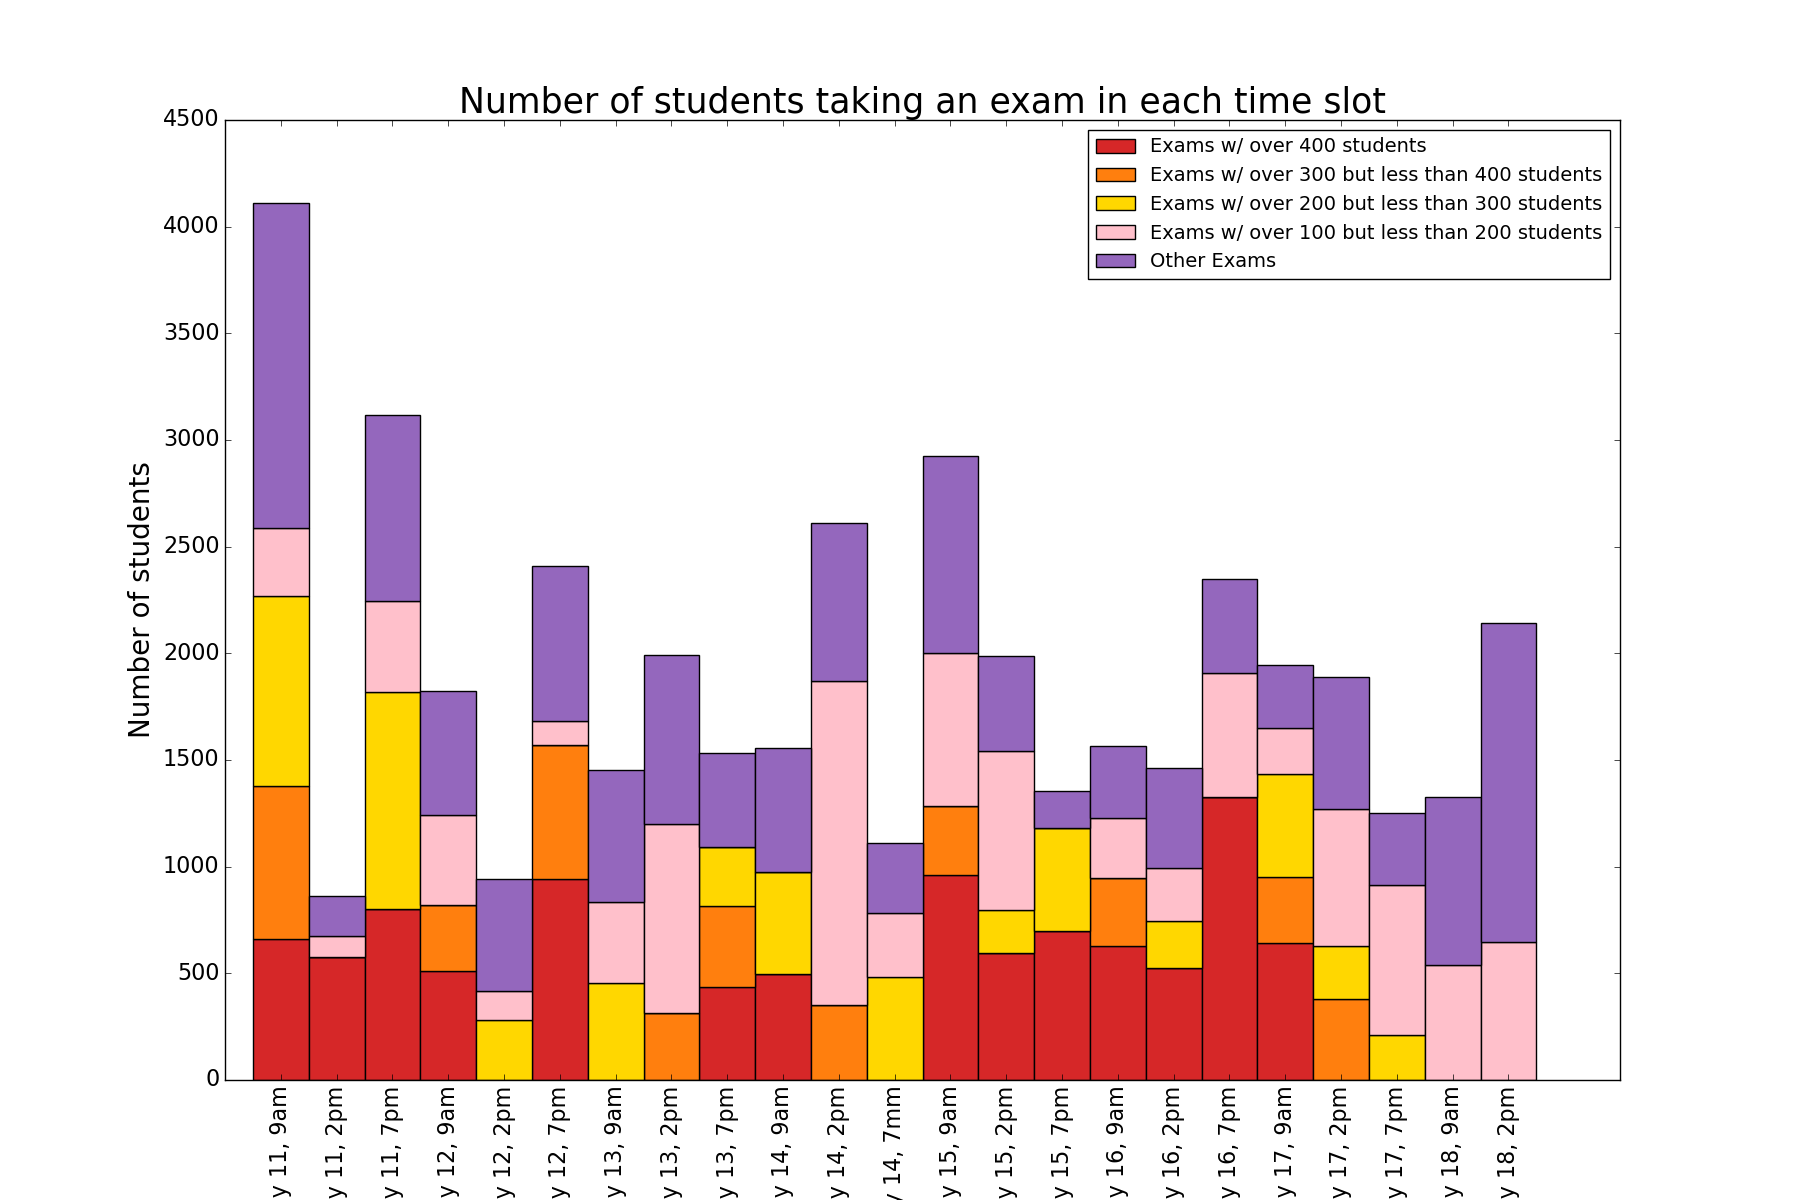 Number of students taking an exam in each time slot
Exams w/ over 400 students
Exams w/ over 300 but less than 400 students
Exams w/ over 200 but less than 300 students
Exams w/ over 100 but less than 200 students
Other Exams
Number of students
4500
4000
3500
3000
2500
2000
1500
1000
500
0
y 11, 9am
y 11, 2pm
y 11, 7pm
y 12, 9am
y 12, 2pm
y 12, 7pm
y 13, 9am
y 13, 2pm
y 13, 7pm
y 14, 9am
y 14, 2pm
y 14, 7mm
y 15, 9am
y 15, 2pm
y 15, 7pm
y 16, 9am
y 16, 2pm
y 16, 7pm
y 17, 9am
y 17, 2pm
y 17, 7pm
y 18, 9am
y 18, 2pm